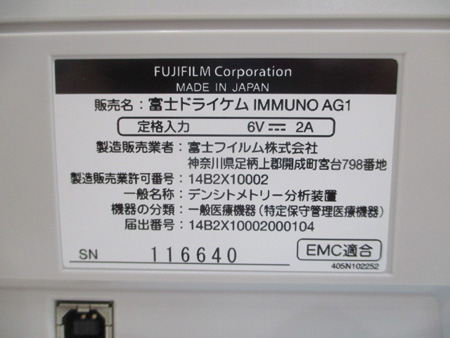 FUJIFILM Corporation
MADE IN JAPAN
販売名：富士ドライケム IMMUNO AG1
定格入力 6V ⎓ 2A
製造販売業者：富士フイルム株式会社
神奈川県足柄上郡開成町宮台798番地
製造販売業許可番号：14B2X10002
一般名称：デンシトメトリー分析装置
機器の分類：一般医療機器（特定保守管理医療機器）
届出番号：14B2X10002000104
SN 116640
EMC適合
405N102252